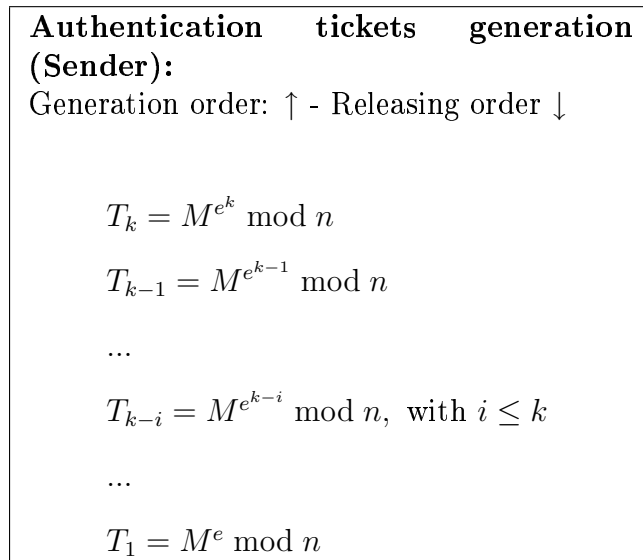 Authentication tickets generation
(Sender):
Generation order: ↑ - Releasing order ↓
T_k = M^{e^k} mod n
T_{k−1} = M^{e^{k−1}} mod n
...
T_{k−i} = M^{e^{k−i}} mod n, with i ≤ k
...
T_1 = M^e mod n